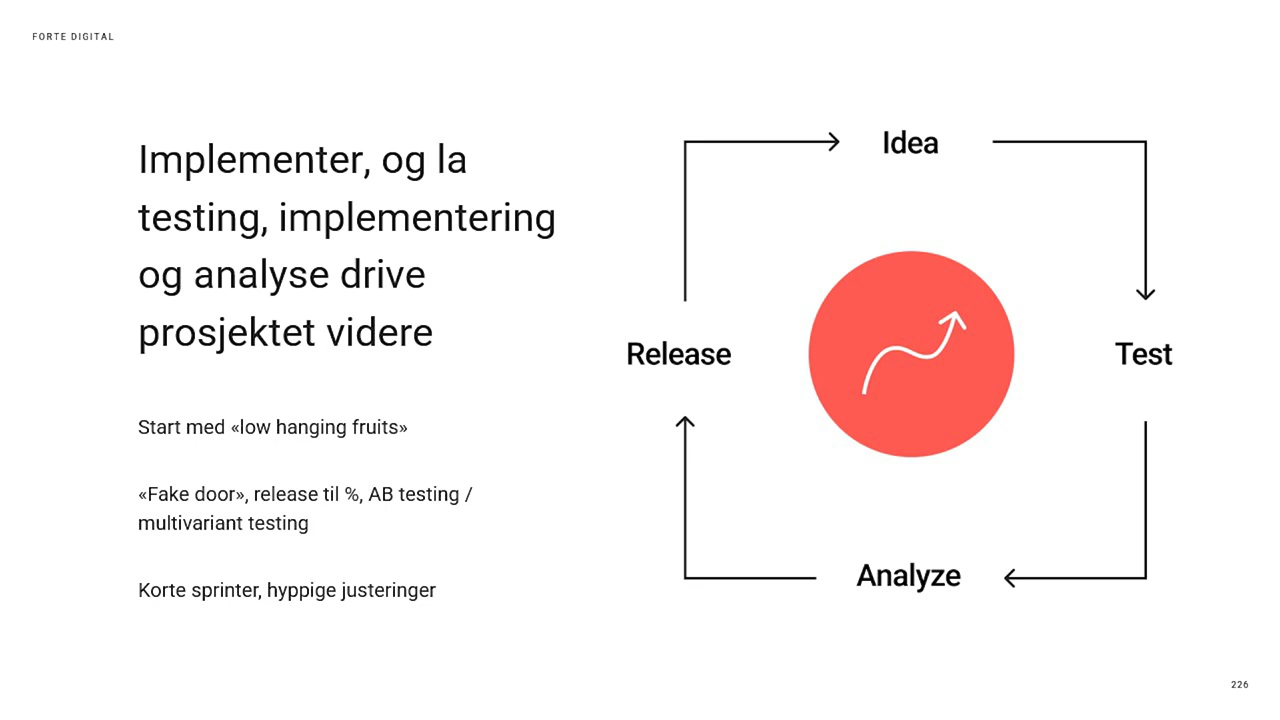 FORTE DIGITAL
Implementer, og la
testing, implementering
og analyse drive
prosjektet videre
Start med «low hanging fruits»
«Fake door», release til %, AB testing /
multivariant testing
Korte sprinter, hyppige justeringer
Idea
Release
Test
Analyze
226